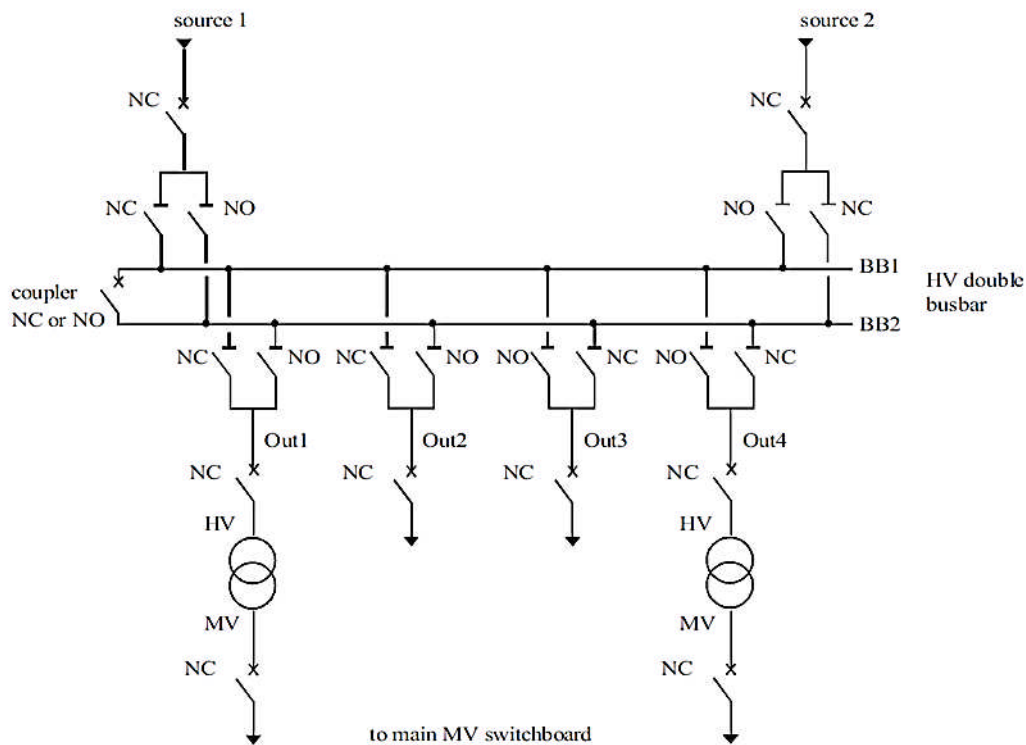 source 1
source 2
NC
NC
NC
NO
NO
NC
BB1
HV double
busbar
coupler
NC or NO
BB2
NC
NO
NC
NO
NO
NC
NO
NC
Out1
Out2
Out3
Out4
NC
NC
NC
NC
HV
HV
MV
MV
NC
NC
to main MV switchboard